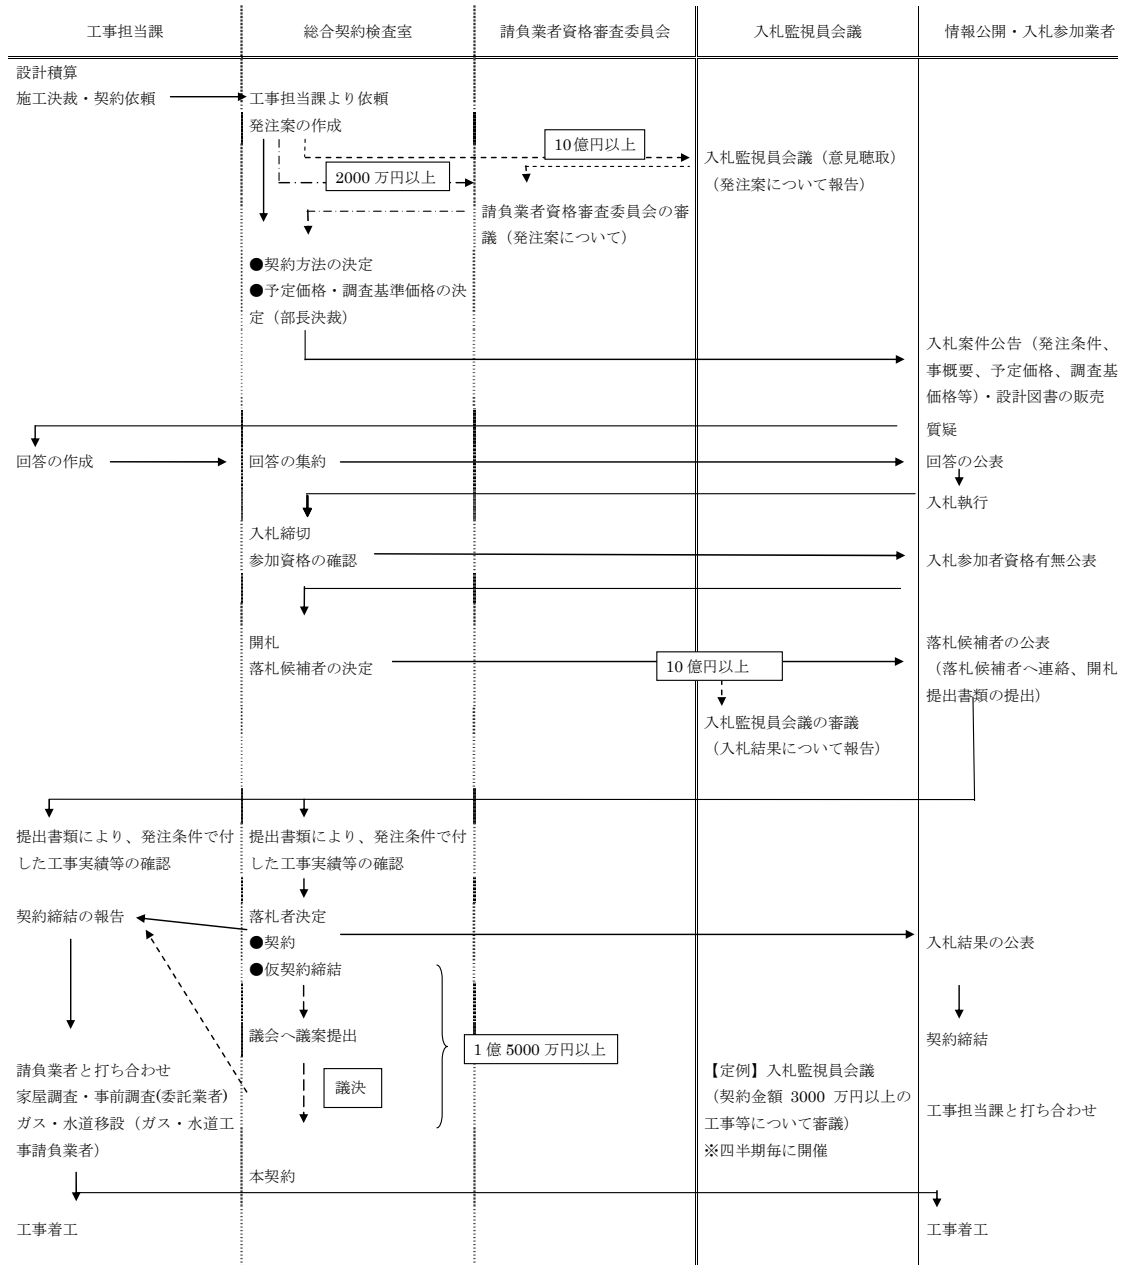 工事担当課
総合契約検査室
請負業者資格審査委員会
入札監視員会議
情報公開・入札参加業者
設計積算
施工決裁・契約依頼
工事担当課より依頼
発注案の作成
10億円以上
2000 万円以上
入札監視員会議（意見聴取）
（発注案について報告）
請負業者資格審査委員会の審
議（発注案について）
●契約方法の決定
●予定価格・調査基準価格の決
定（部長決裁）
入札案件公告（発注条件、
事概要、予定価格、調査基
価格等）・設計図書の販売
質疑
回答の作成
回答の集約
回答の公表
入札執行
入札締切
参加資格の確認
入札参加者資格有無公表
開札
落札候補者の決定
10 億円以上
落札候補者の公表
（落札候補者へ連絡、開札
提出書類の提出）
入札監視員会議の審議
（入札結果について報告）
提出書類により、発注条件で付
した工事実績等の確認
提出書類により、発注条件で付
した工事実績等の確認
契約締結の報告
落札者決定
●契約
●仮契約締結
入札結果の公表
議会へ議案提出
1 億 5000 万円以上
契約締結
議決
請負業者と打ち合わせ
家屋調査・事前調査(委託業者)
ガス・水道移設（ガス・水道工
事請負業者）
【定例】入札監視員会議
（契約金額 3000 万円以上の
工事等について審議）
※四半期毎に開催
工事担当課と打ち合わせ
本契約
工事着工
工事着工